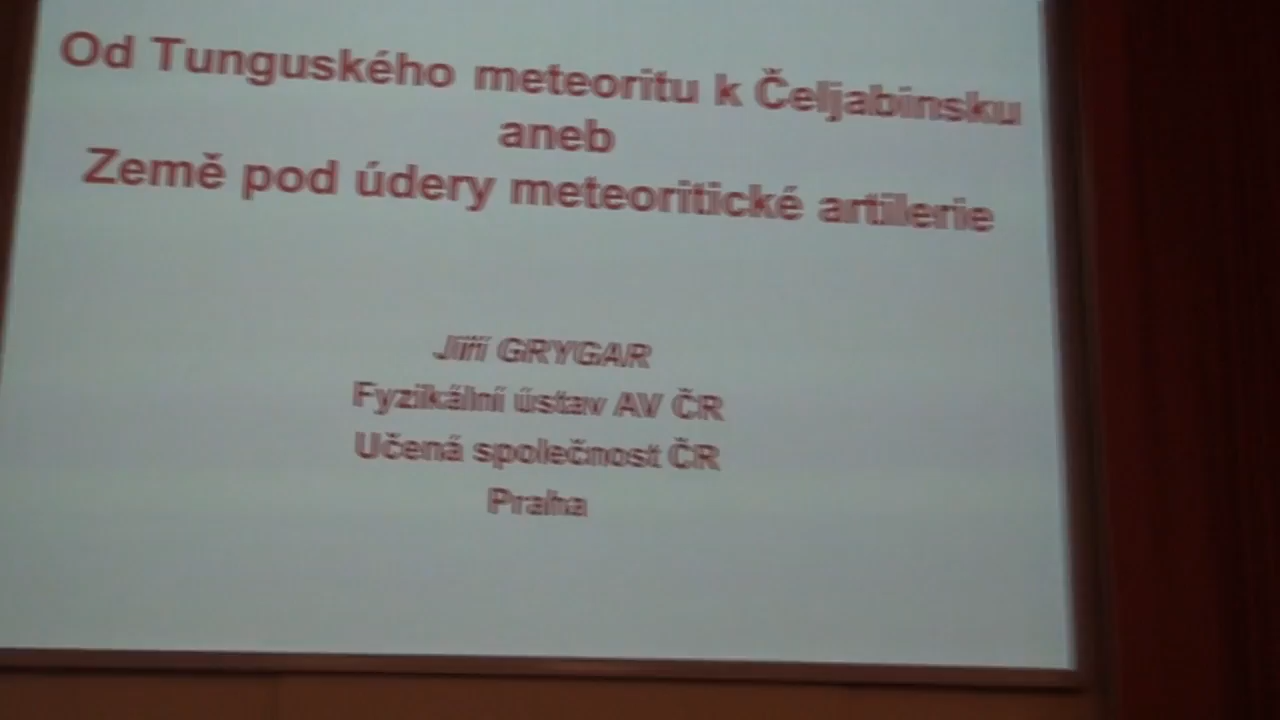 Od Tunguského meteoritu k Čeljabinsku
aneb
Země pod údery meteoritické artilerie
Jiří GRYGAR
Fyzikální ústav AV ČR
Učená společnost ČR
Praha